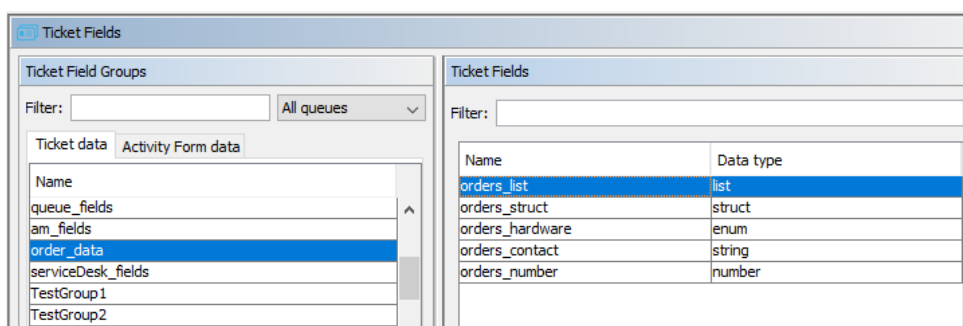 Ticket Fields
Ticket Field Groups
Filter:
All queues
Ticket data
Activity Form data
Name
queue_fields
am_fields
order_data
serviceDesk_fields
TestGroup1
TestGroup2
Ticket Fields
Filter:
Name Data type
orders_list list
orders_struct struct
orders_hardware enum
orders_contact string
orders_number number